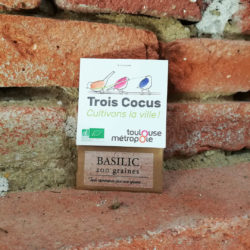 Trois Cocus
Cultivons la ville !
toulouse
métropole
BASILIC
200 graines